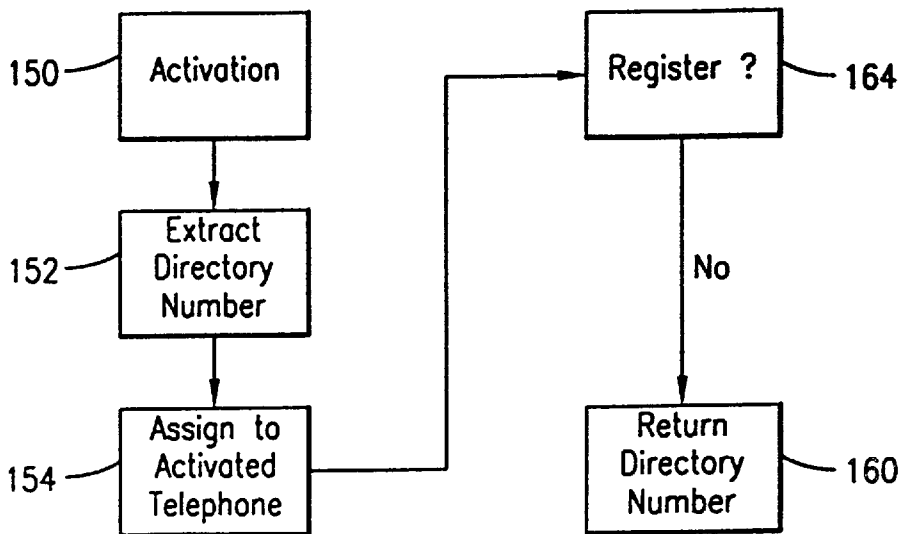 150
Activation
152
Extract
Directory
Number
154
Assign to
Activated
Telephone
Register ?
164
No
Return
Directory
Number
160